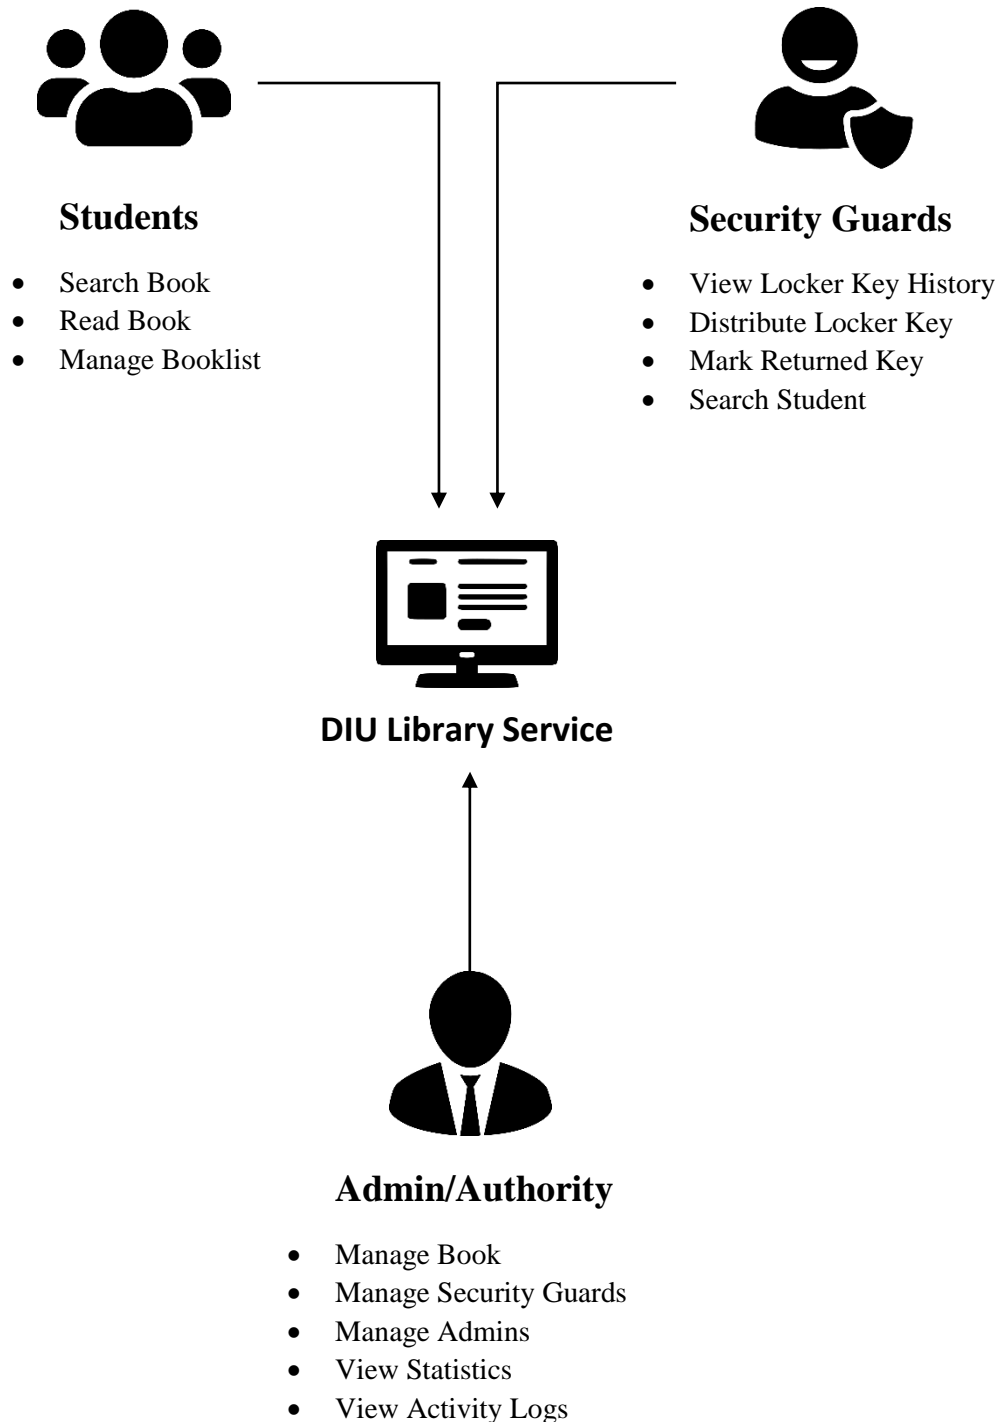 Students
• Search Book
• Read Book
• Manage Booklist
Security Guards
• View Locker Key History
• Distribute Locker Key
• Mark Returned Key
• Search Student
DIU Library Service
Admin/Authority
• Manage Book
• Manage Security Guards
• Manage Admins
• View Statistics
• View Activity Logs